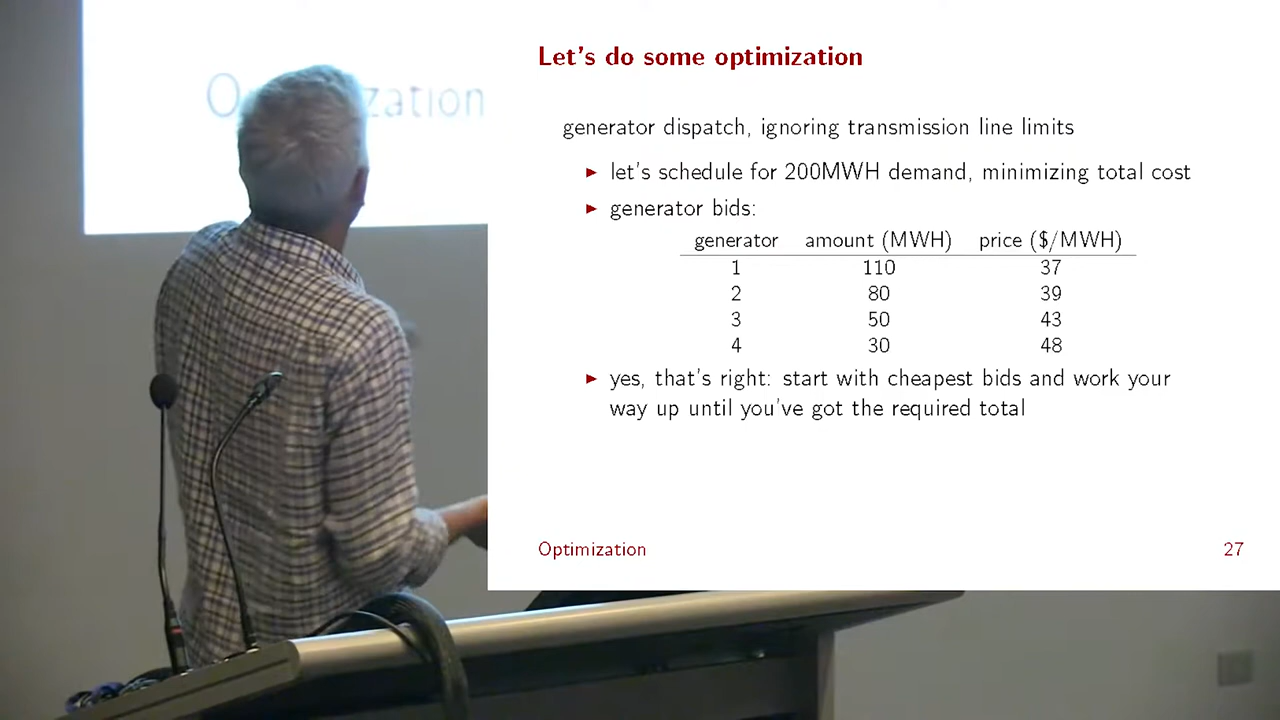 Let's do some optimization
generator dispatch, ignoring transmission line limits
▶ let's schedule for 200MWH demand, minimizing total cost
▶ generator bids:
generator amount (MWH) price ($/MWH)
1 110 37
2 80 39
3 50 43
4 30 48
▶ yes, that's right: start with cheapest bids and work your
way up until you've got the required total
Optimization 27